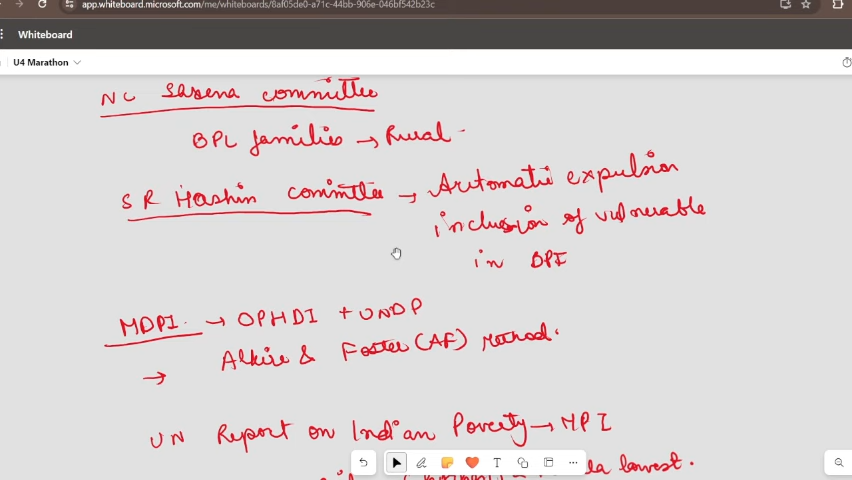 app.whiteboard.microsoft.com/me/whiteboards/8af05de0-a71c-44bb-906e-046bf542b23c
Whiteboard
U4 Marathon
NC Saxena committee
BPL families → Rural
S R Hashim committee → Automatic expulsion
inclusion of vulnerable
in BPL
MDPI → OPHDI + UNDP
→ Alkire & Foster (AF) method.
UN Report on Indian Poverty → MPI
lowest.
T